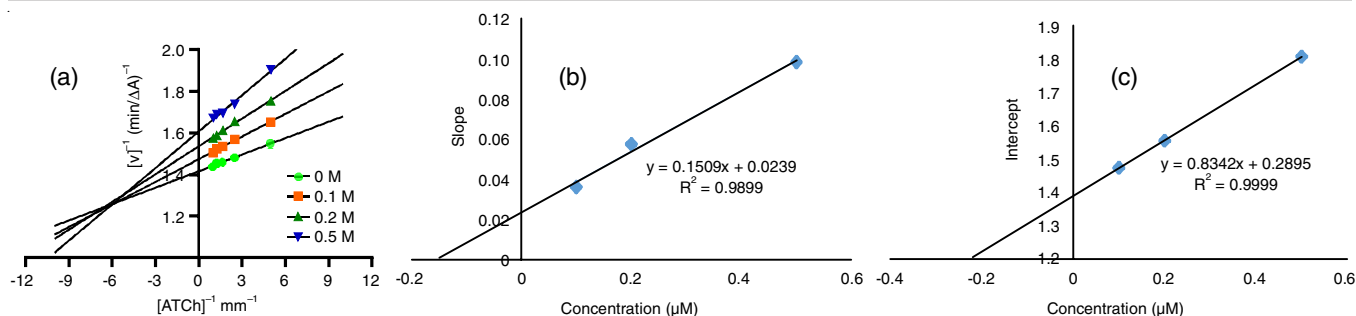 (a)
[v]⁻¹ (min/ΔA)⁻¹
2.0
1.8
1.6
1.4
1.2
-9 -6 -3 0 3 6 9 12
-12
[ATCh]⁻¹ mm⁻¹
0 M
0.1 M
0.2 M
0.5 M
(b)
Slope
0.12
0.10
0.08
0.06
0.04
0.02
0
-0.2 0 0.2 0.4 0.6
Concentration (µM)
y = 0.1509x + 0.0239
R² = 0.9899
(c)
Intercept
1.9
1.8
1.7
1.6
1.5
1.4
1.3
1.2
-0.4 -0.2 0 0.2 0.4 0.6
Concentration (µM)
y = 0.8342x + 0.2895
R² = 0.9999